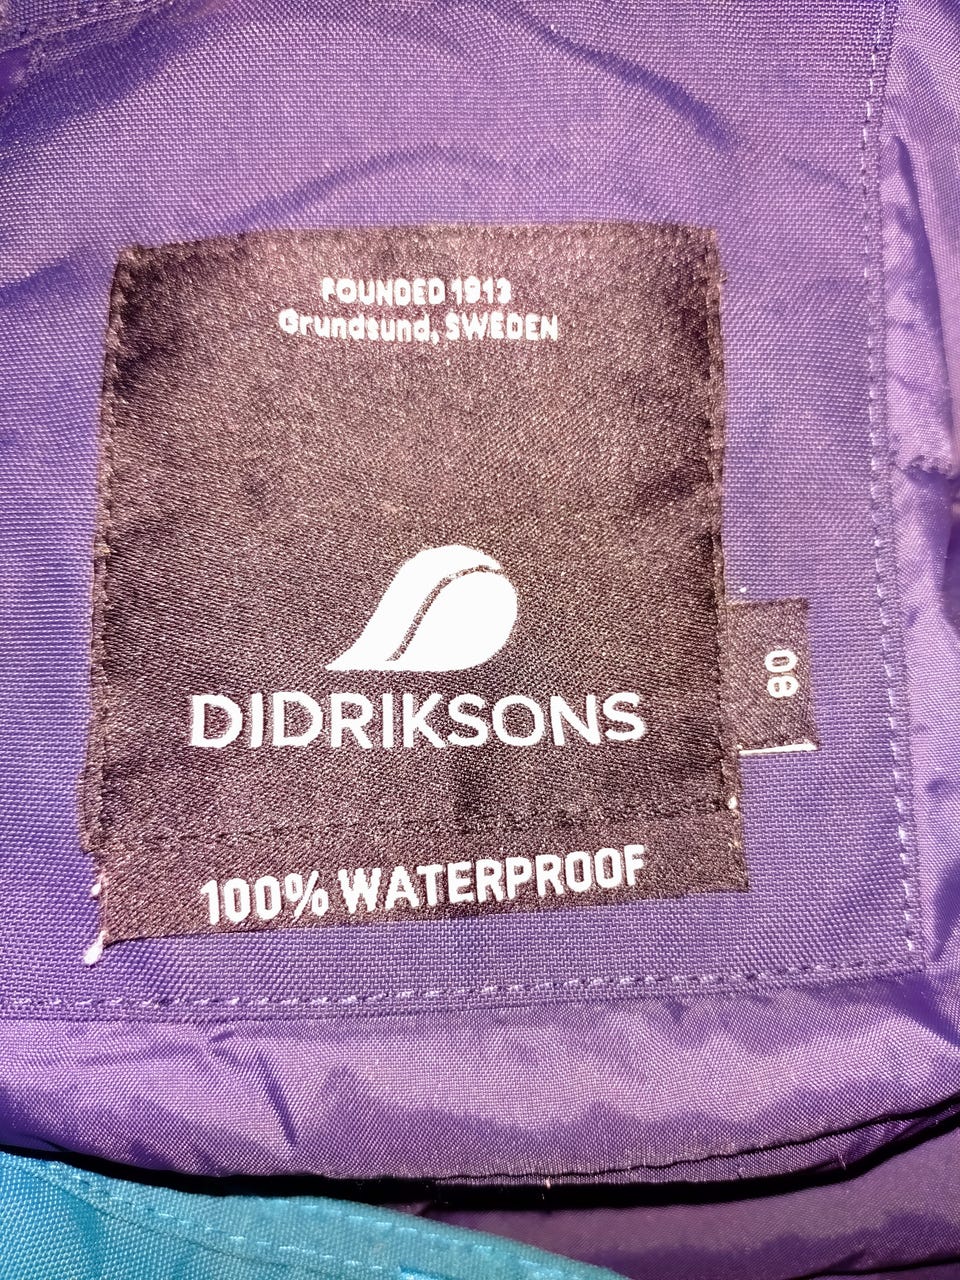 FOUNDED 1913
Grundsund, SWEDEN
DIDRIKSONS
80
100% WATERPROOF